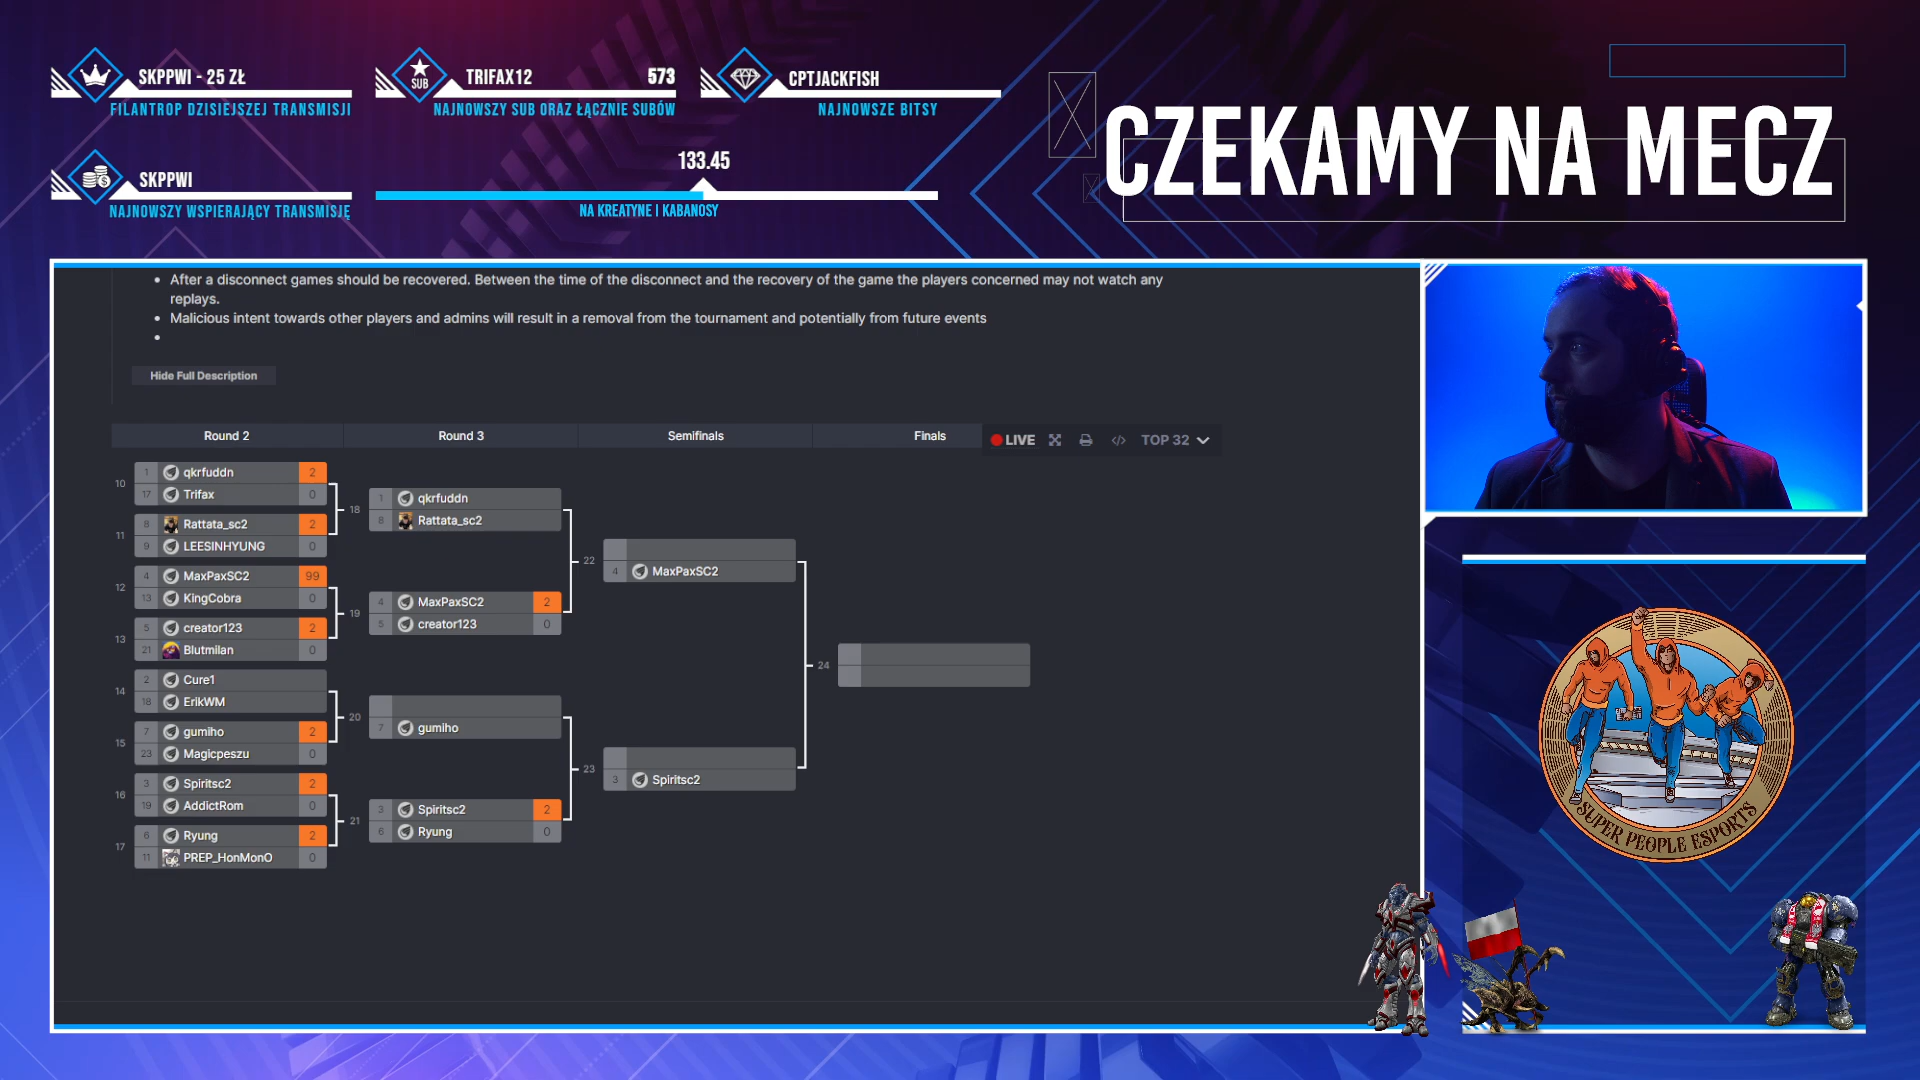 SKPPWI - 25 ZŁ
FILANTROP DZISIEJSZEJ TRANSMISJI
SUB
TRIFAX12 573
NAJNOWSZY SUB ORAZ ŁĄCZNIE SUBÓW
CPTJACKFISH
NAJNOWSZE BITSY
CZEKAMY NA MECZ
SKPPWI
NAJNOWSZY WSPIERAJĄCY TRANSMISJĘ
133.45
NA KREATYNE I KABANOSY
• After a disconnect games should be recovered. Between the time of the disconnect and the recovery of the game the players concerned may not watch any
replays.
• Malicious intent towards other players and admins will result in a removal from the tournament and potentially from future events
•
Hide Full Description
Round 2 Round 3 Semifinals Finals LIVE </> TOP 32
10
1 qkrfuddn 2
17 Trifax 0
11
8 Rattata_sc2 2
9 LEESINHYUNG 0
12
4 MaxPaxSC2 99
13 KingCobra 0
13
5 creator123 2
21 Blutmilan 0
14
2 Cure1
18 ErikWM
15
7 gumiho 2
23 Magicpeszu 0
16
3 Spiritsc2 2
19 AddictRom 0
17
6 Ryung 2
11 PREP_HonMonO 0
18
1 qkrfuddn
8 Rattata_sc2
19
4 MaxPaxSC2 2
5 creator123 0
20
7 gumiho
21
3 Spiritsc2 2
6 Ryung 0
22
4 MaxPaxSC2
23
3 Spiritsc2
24
SUPER PEOPLE ESPORTS